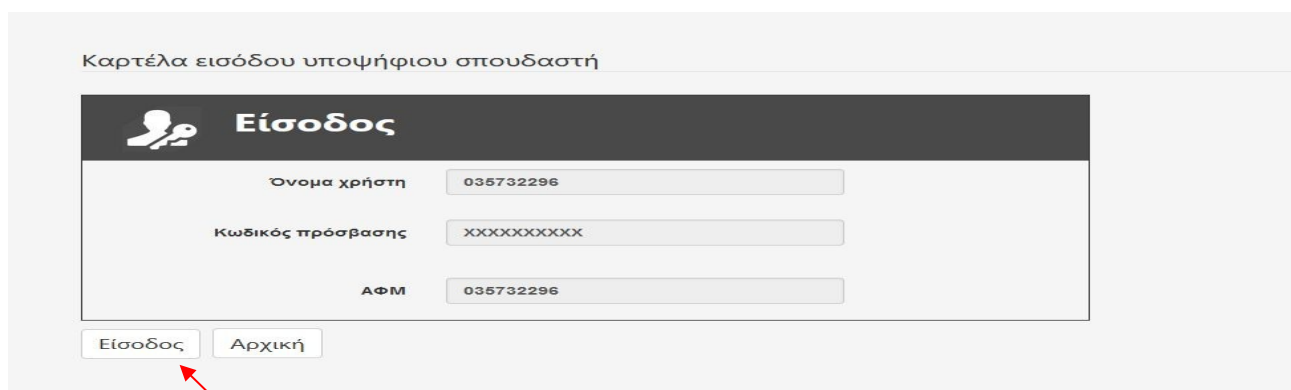 Καρτέλα εισόδου υποψήφιου σπουδαστή
Είσοδος
Όνομα χρήστη 035732296
Κωδικός πρόσβασης XXXXXXXXXX
ΑΦΜ 035732296
Είσοδος Αρχική